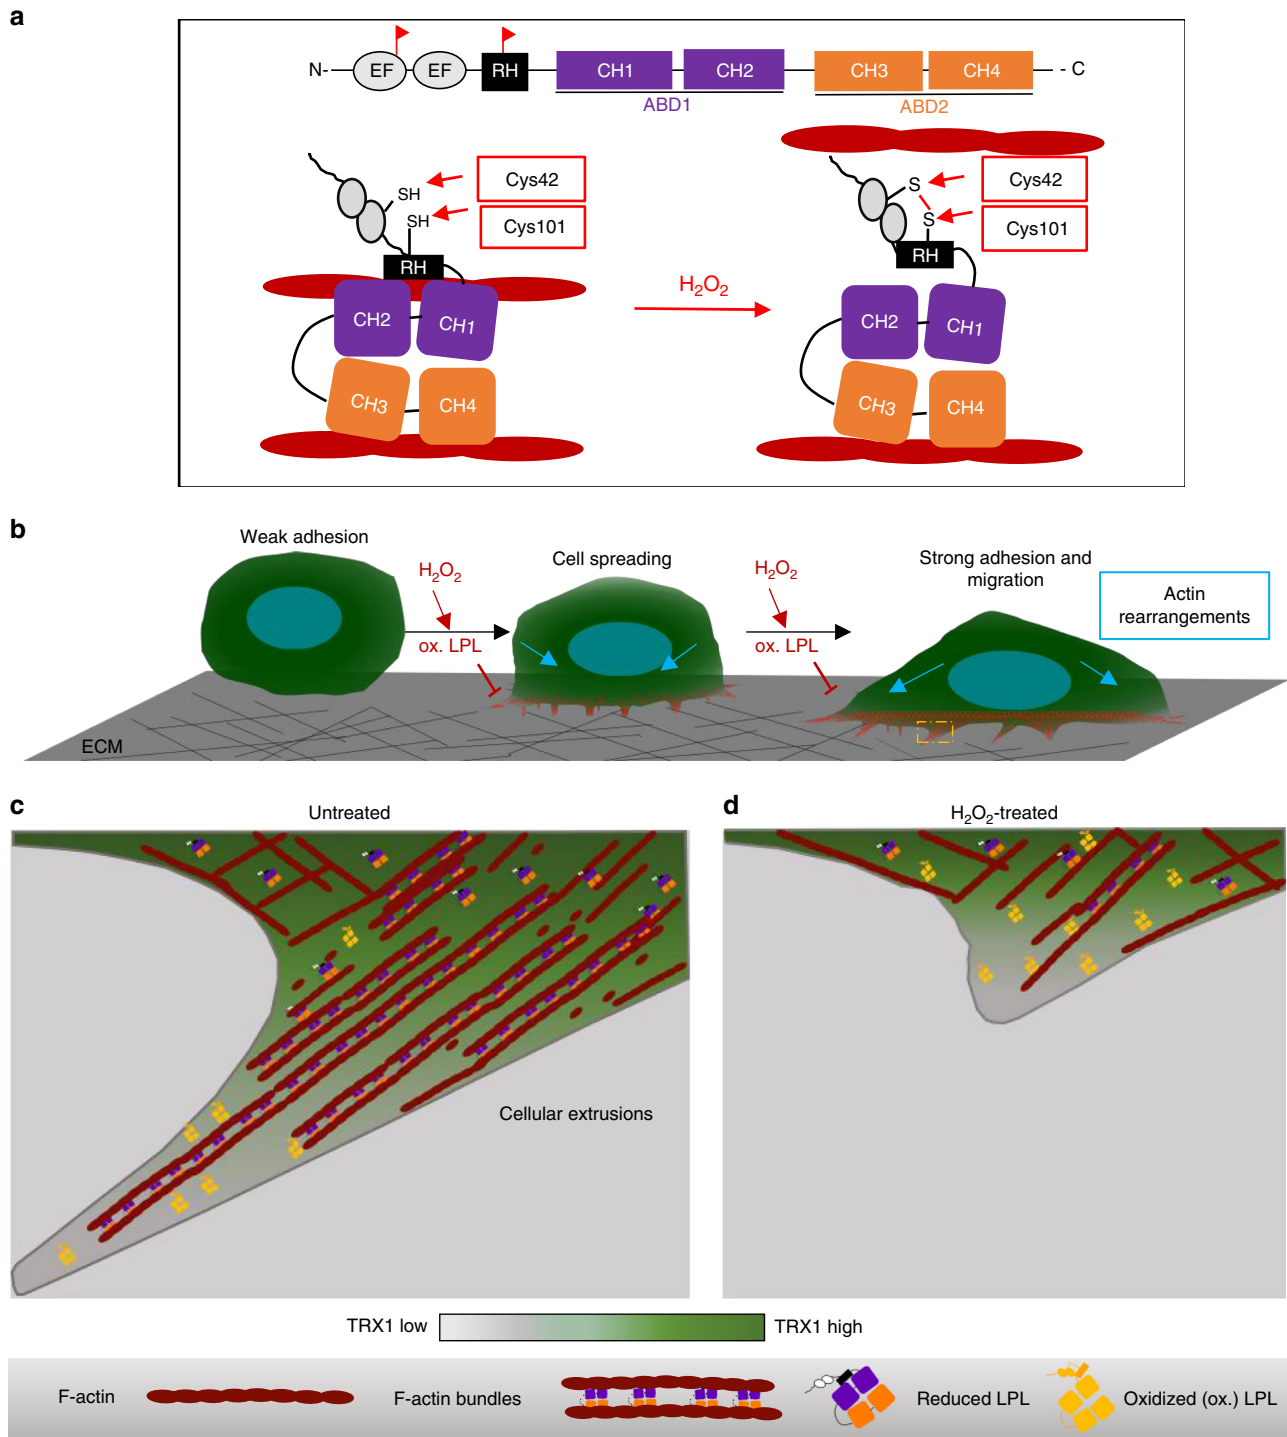 a
N-
EF
EF
RH
CH1
CH2
CH3
CH4
- C
ABD1
ABD2
SH
Cys42
SH
Cys101
RH
CH2
CH1
CH3
CH4
H2O2
S
Cys42
S
Cys101
RH
CH2
CH1
CH3
CH4
b
Weak adhesion
H2O2
ox. LPL
Cell spreading
H2O2
ox. LPL
Strong adhesion and
migration
Actin
rearrangements
ECM
c
Untreated
Cellular extrusions
d
H2O2-treated
TRX1 low
TRX1 high
F-actin
F-actin bundles
Reduced LPL
Oxidized (ox.) LPL